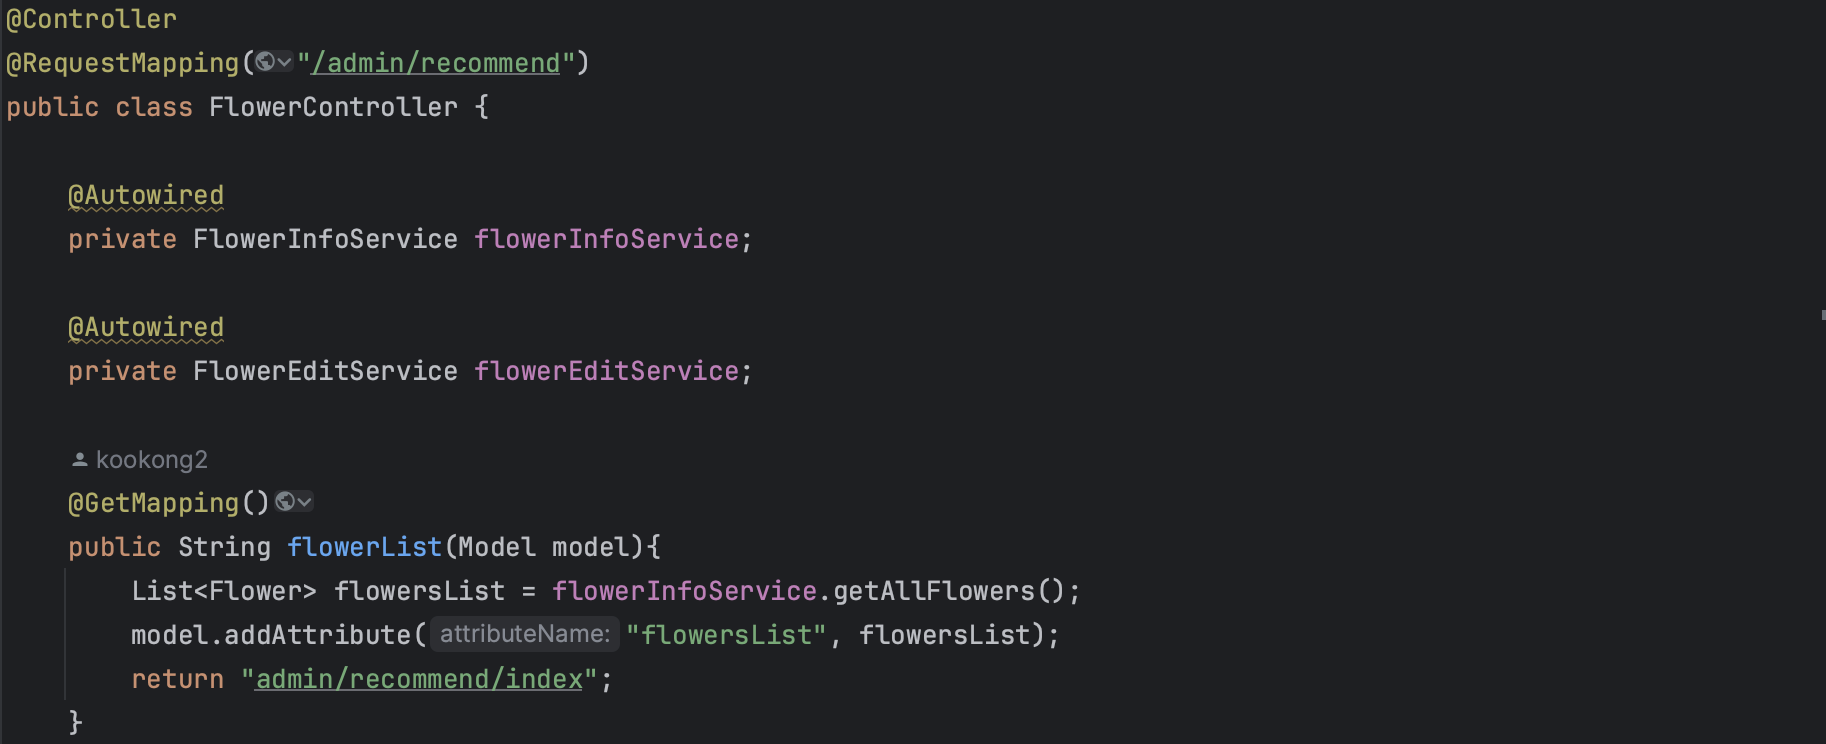 @Controller
@RequestMapping("/admin/recommend")
public class FlowerController {
@Autowired
private FlowerInfoService flowerInfoService;
@Autowired
private FlowerEditService flowerEditService;
kookong2
@GetMapping()
public String flowerList(Model model){
List<Flower> flowersList = flowerInfoService.getAllFlowers();
model.addAttribute( attributeName: "flowersList", flowersList);
return "admin/recommend/index";
}